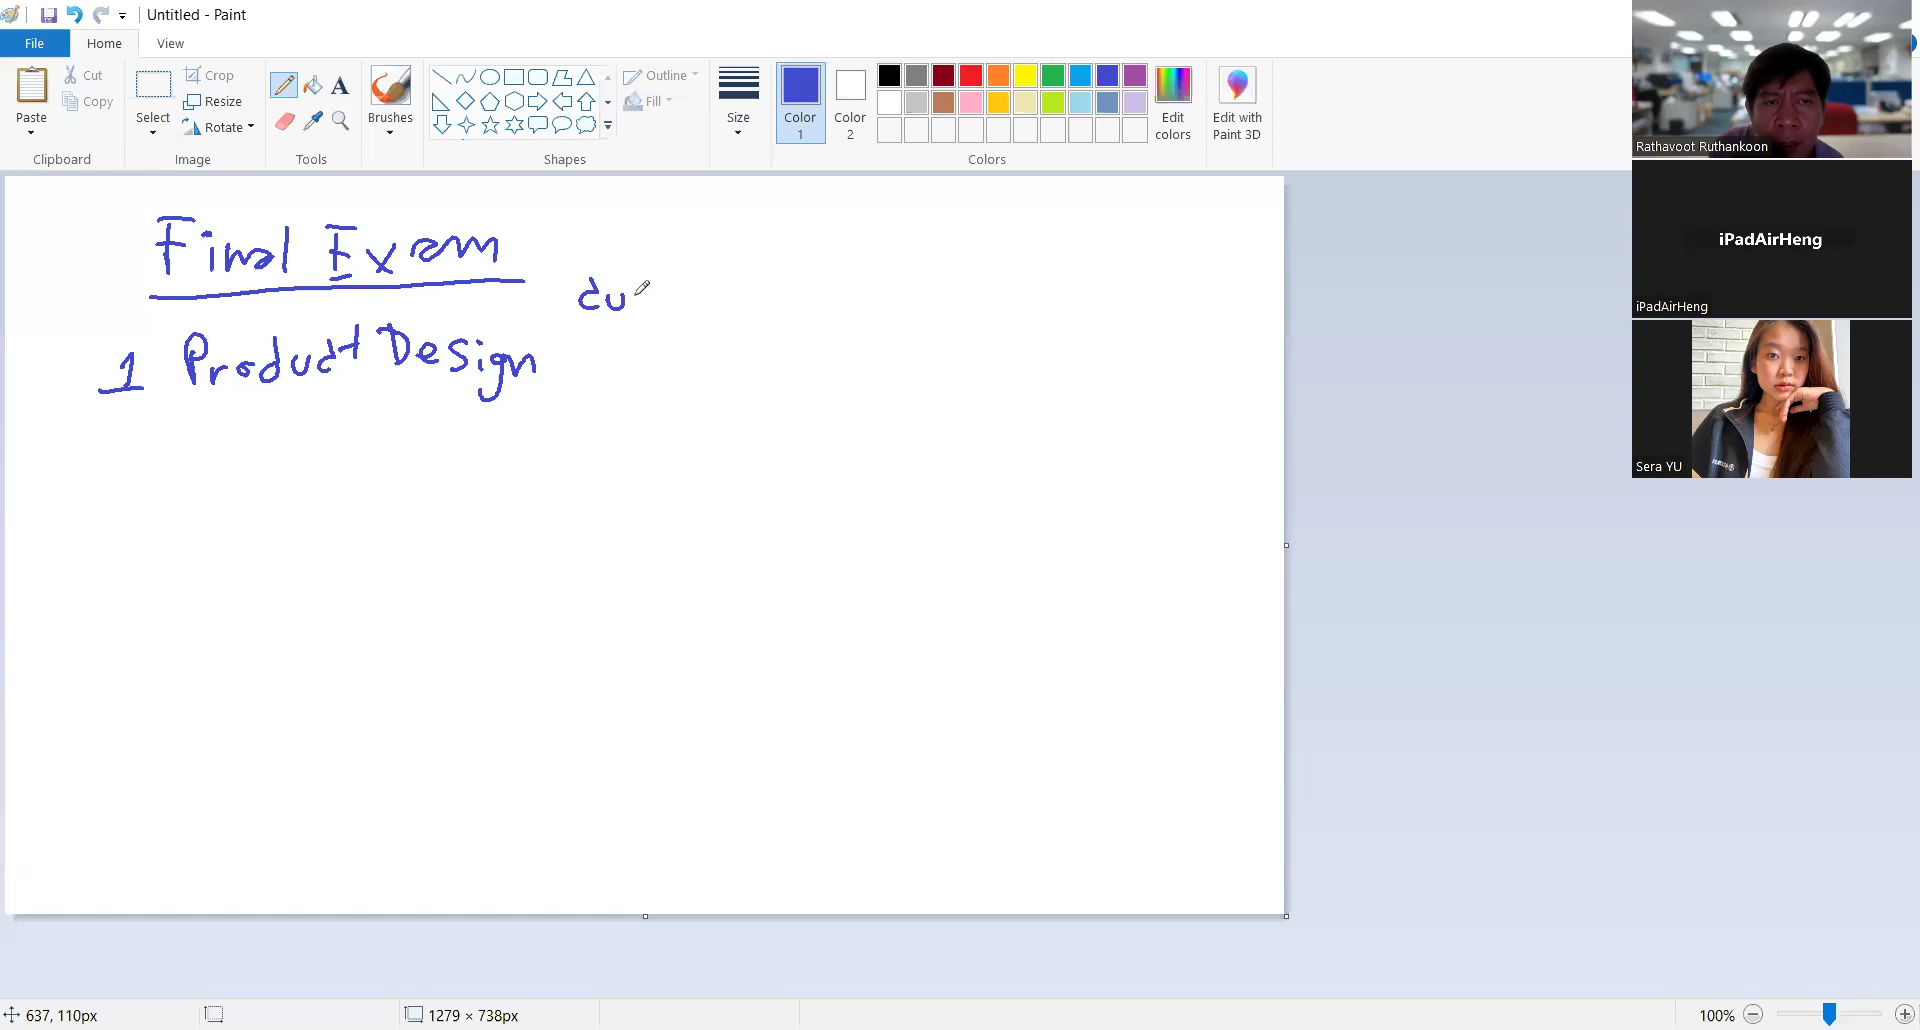 Untitled - Paint
File Home View
Paste
Cut
Copy
Clipboard
Select
Crop
Resize
Rotate
Image
A
Tools
Brushes
Shapes
Outline
Fill
Size
Color 1
Color 2
Colors
Edit colors
Edit with Paint 3D
Rathavoot Ruthankoon
iPadAirHeng
iPadAirHeng
Sera YU
Final Exam
1 Product Design
637, 110px
1279 × 738px
100%